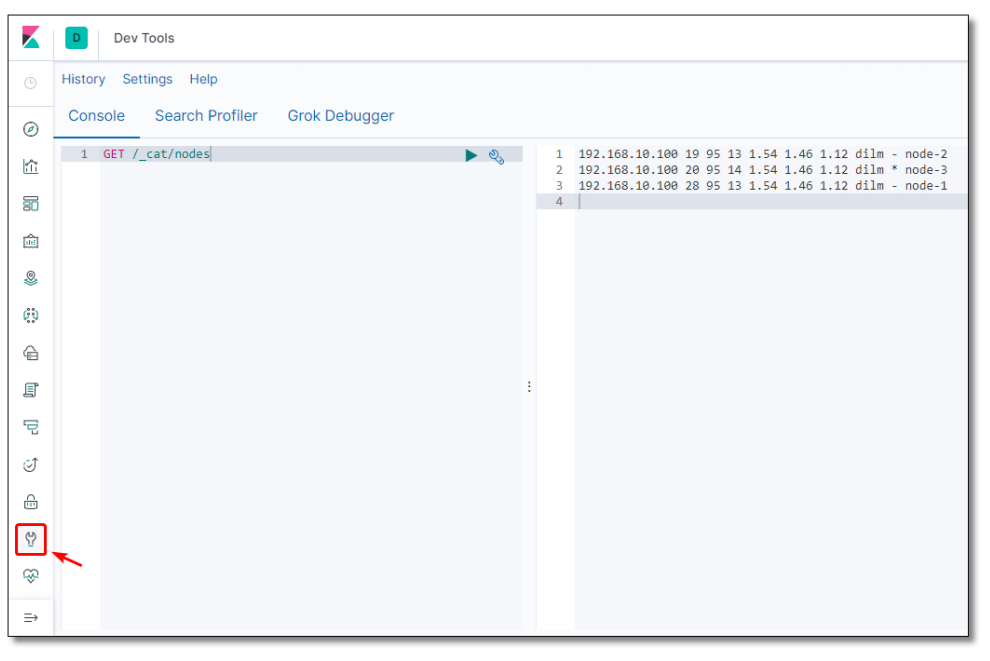 D Dev Tools
History Settings Help
Console Search Profiler Grok Debugger
1 GET /_cat/nodes
1 192.168.10.100 19 95 13 1.54 1.46 1.12 dilm - node-2
2 192.168.10.100 20 95 14 1.54 1.46 1.12 dilm * node-3
3 192.168.10.100 28 95 13 1.54 1.46 1.12 dilm - node-1
4